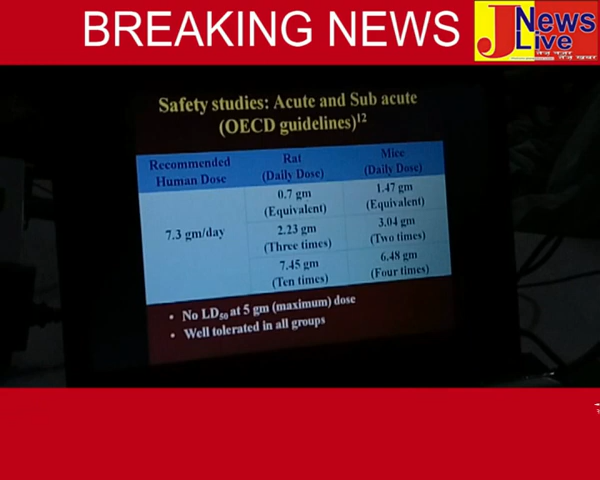 BREAKING NEWS
J News
Live
तेज नजर तेज खबर
Safety studies: Acute and Sub acute
(OECD guidelines)12
Recommended Human Dose
Rat (Daily Dose)
Mice (Daily Dose)
7.3 gm/day
0.7 gm (Equivalent)
1.47 gm (Equivalent)
2.23 gm (Three times)
3.04 gm (Two times)
7.45 gm (Ten times)
6.48 gm (Four times)
• No LD50 at 5 gm (maximum) dose
• Well tolerated in all groups